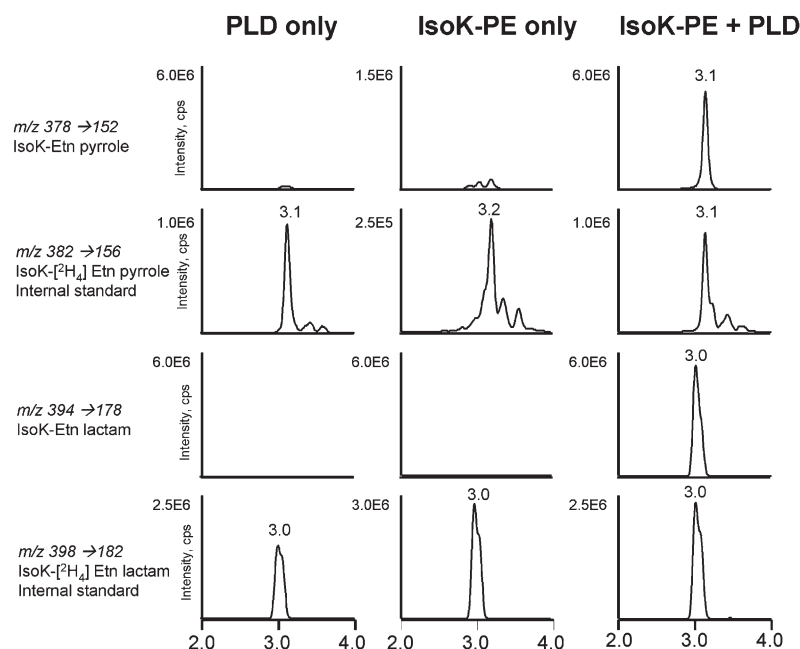 PLD only IsoK-PE only IsoK-PE + PLD
m/z 378 →152
IsoK-Etn pyrrole
Intensity, cps
6.0E6
1.5E6
6.0E6
3.1
m/z 382 →156
IsoK-[²H₄] Etn pyrrole
Internal standard
Intensity, cps
1.0E6
3.1
2.5E5
3.2
1.0E6
3.1
m/z 394 →178
IsoK-Etn lactam
Intensity, cps
6.0E6
6.0E6
6.0E6
3.0
m/z 398 →182
IsoK-[²H₄] Etn lactam
Internal standard
Intensity, cps
2.5E6
3.0
3.0E6
3.0
2.5E6
3.0
2.0 3.0 4.0 2.0 3.0 4.0 2.0 3.0 4.0